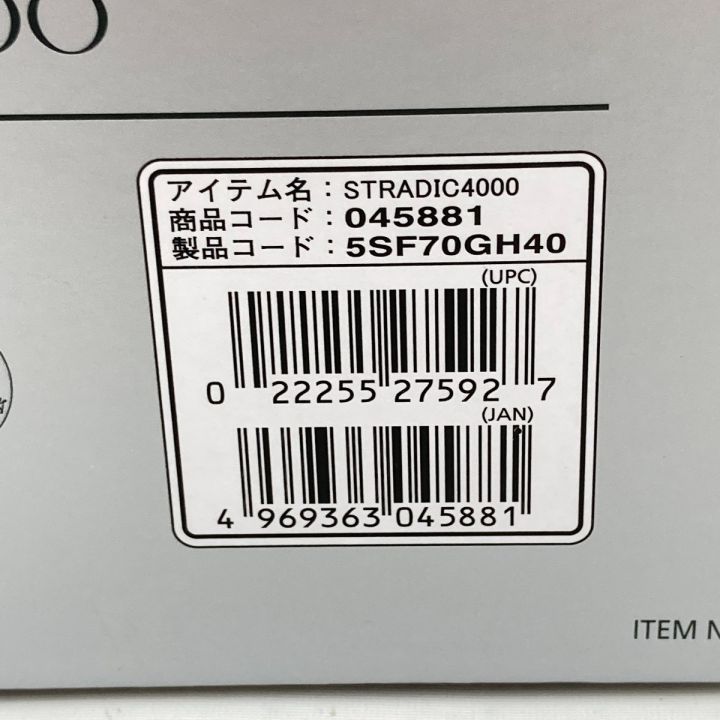 アイテム名：STRADIC4000
商品コード：045881
製品コード：5SF70GH40
(UPC)
0 22255 27592 7
(JAN)
4 969363 045881
ITEM